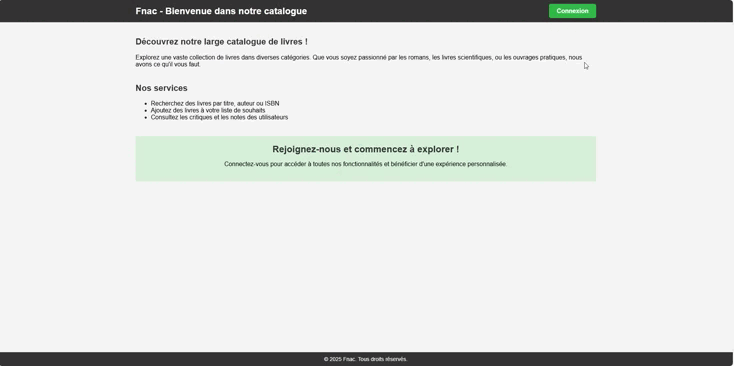 Fnac - Bienvenue dans notre catalogue
Connexion
Découvrez notre large catalogue de livres !
Explorez une vaste collection de livres dans diverses catégories. Que vous soyez passionné par les romans, les livres scientifiques, ou les ouvrages pratiques, nous
avons ce qu'il vous faut.
Nos services
• Recherchez des livres par titre, auteur ou ISBN
• Ajoutez des livres à votre liste de souhaits
• Consultez les critiques et les notes des utilisateurs
Rejoignez-nous et commencez à explorer !
Connectez-vous pour accéder à toutes nos fonctionnalités et bénéficier d'une expérience personnalisée.
© 2025 Fnac. Tous droits réservés.